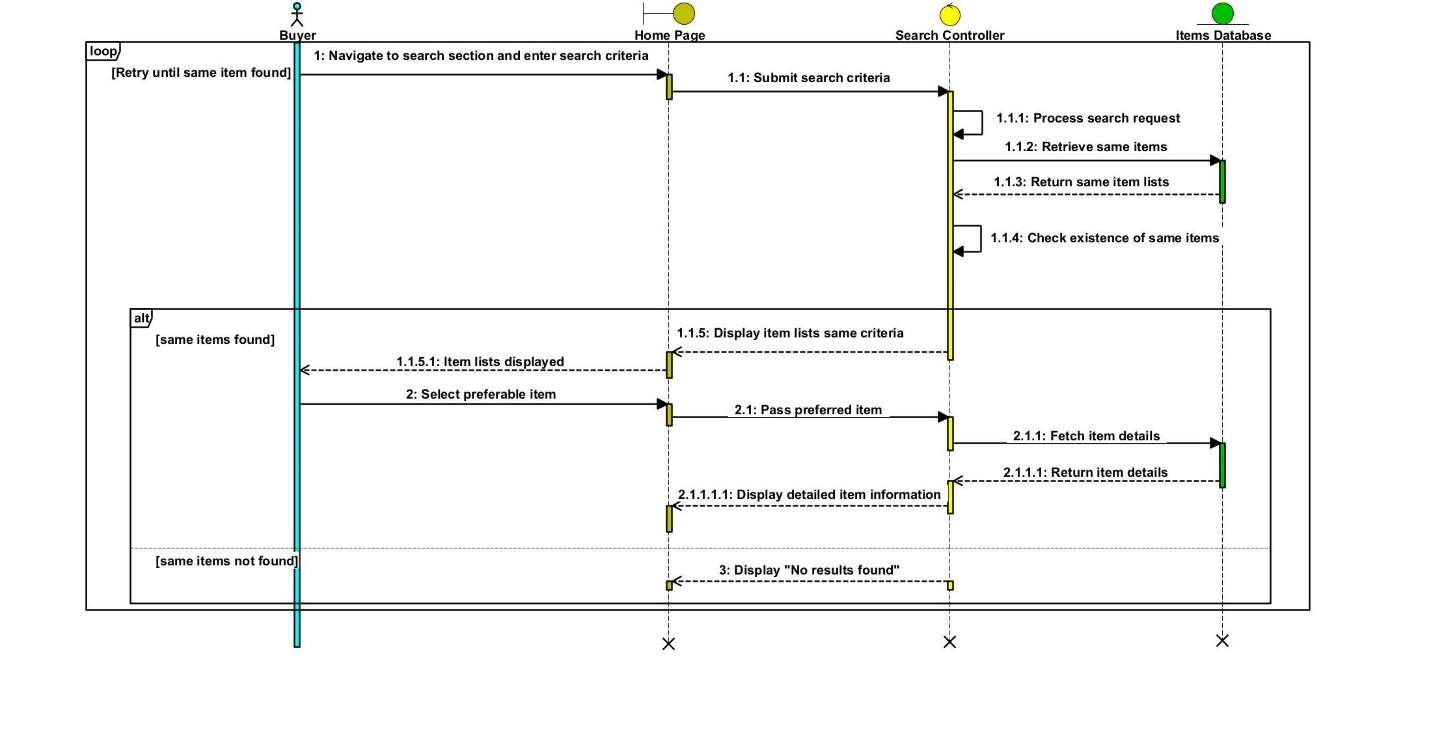 Buyer
Home Page
Search Controller
Items Database
loop
[Retry until same item found]
1: Navigate to search section and enter search criteria
1.1: Submit search criteria
1.1.1: Process search request
1.1.2: Retrieve same items
1.1.3: Return same item lists
1.1.4: Check existence of same items
alt
[same items found]
1.1.5: Display item lists same criteria
1.1.5.1: Item lists displayed
2: Select preferable item
2.1: Pass preferred item
2.1.1: Fetch item details
2.1.1.1: Return item details
2.1.1.1.1: Display detailed item information
[same items not found]
3: Display "No results found"